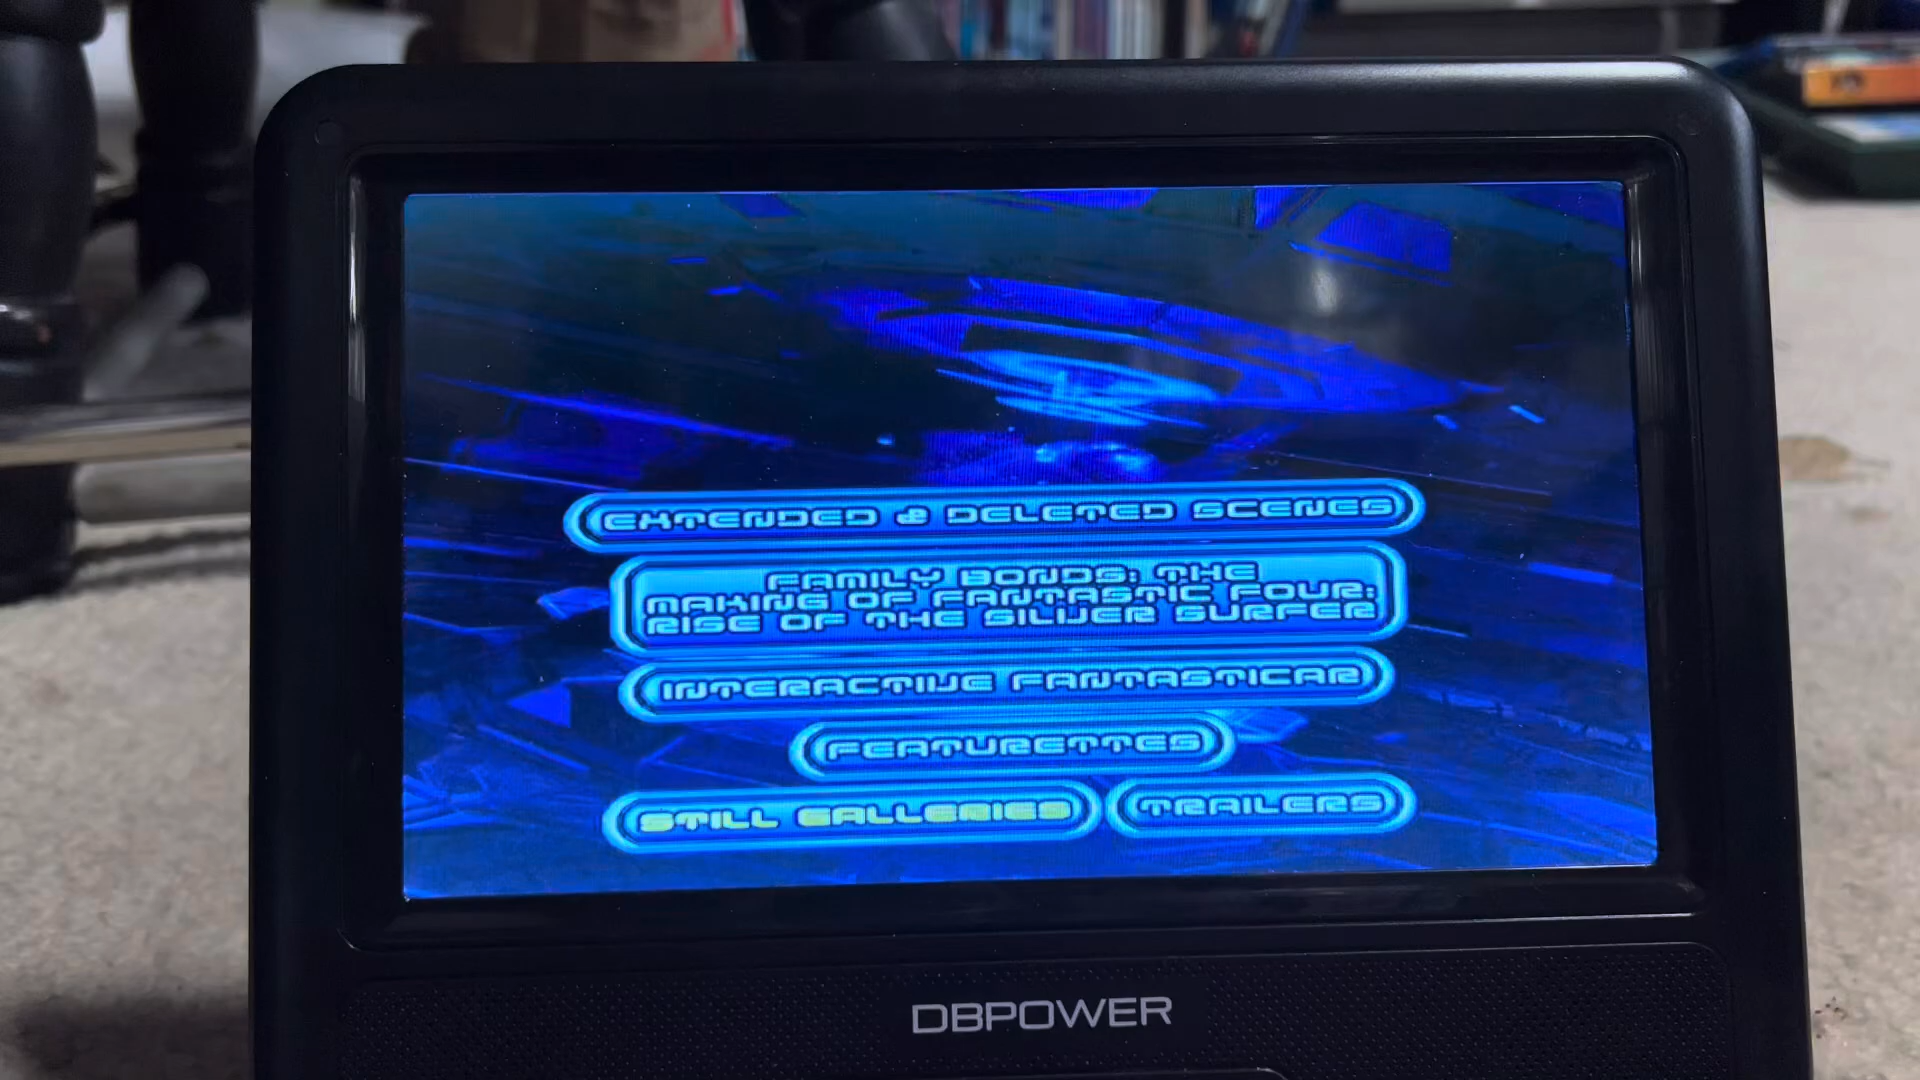 EXTENDED & DELETED SCENES
FAMILY BONDS: THE
MAKING OF FANTASTIC FOUR:
RISE OF THE SILVER SURFER
INTERACTIVE FANTASTICAR
FEATURETTES
STILL GALLERIES
TRAILERS
DBPOWER